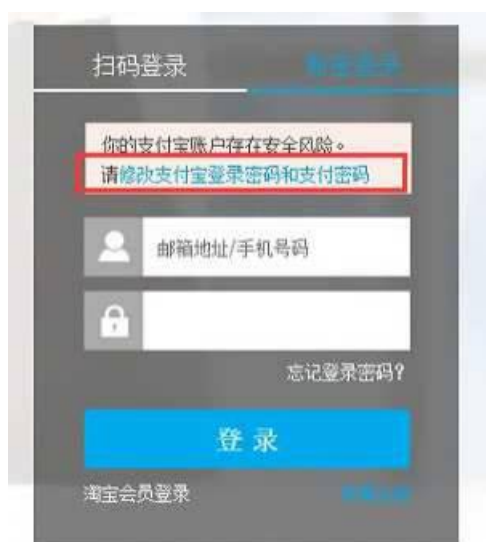 扫码登录
你的支付宝账户存在安全风险。
请修改支付宝登录密码和支付密码
邮箱地址/手机号码
忘记登录密码?
登 录
淘宝会员登录